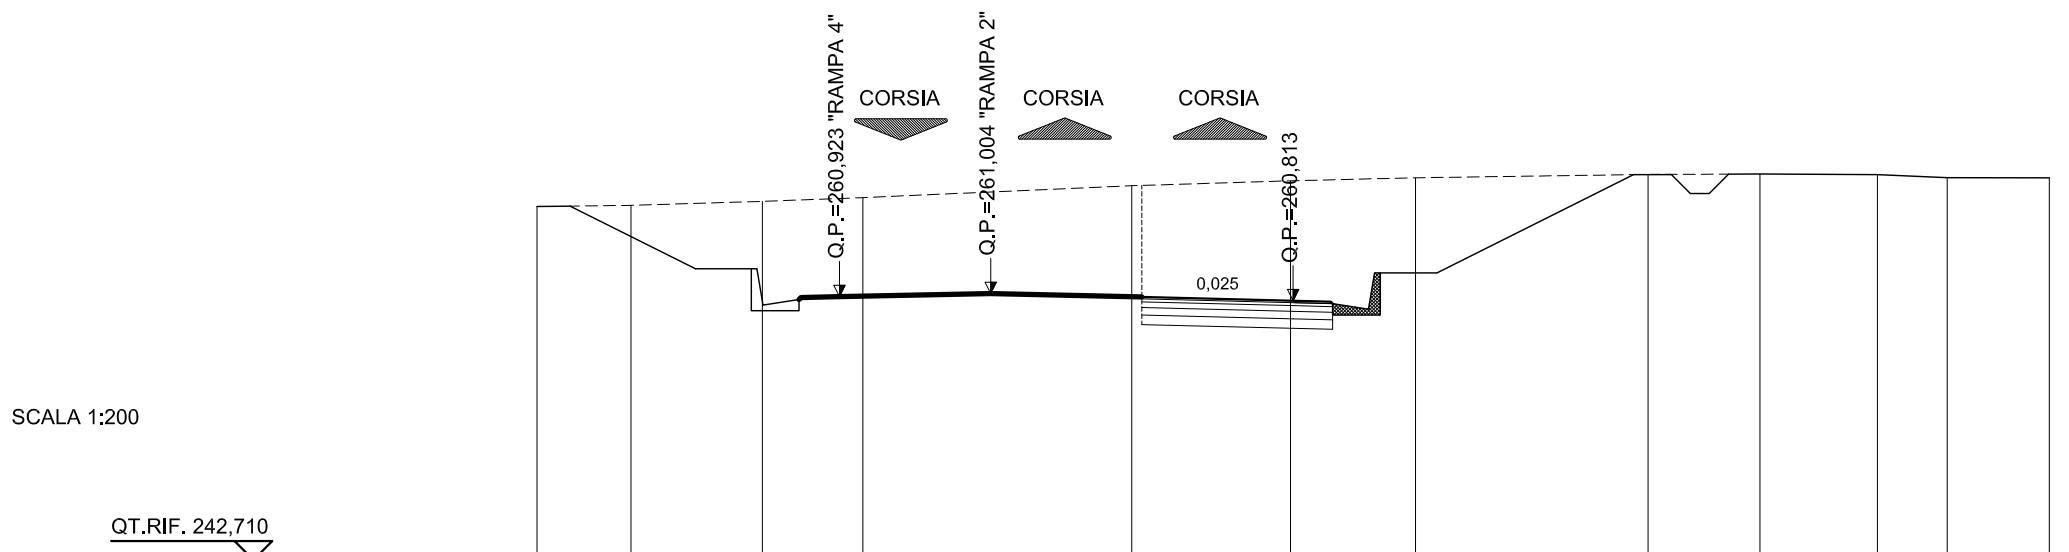 Q.P.=260,923 "RAMPA 4"
Q.P.=261,004 "RAMPA 2"
CORSIA
CORSIA
CORSIA
Q.P.=260,813
0,025
SCALA 1:200
QT.RIF. 242,710